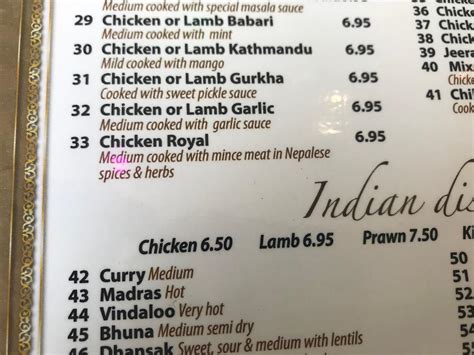 Medium cooked with special masala sauce
29 Chicken or Lamb Babari 6.95
Medium cooked with mint
30 Chicken or Lamb Kathmandu 6.95
Mild cooked with mango
31 Chicken or Lamb Gurkha 6.95
Cooked with sweet pickle sauce
32 Chicken or Lamb Garlic 6.95
Medium cooked with garlic sauce
33 Chicken Royal 6.95
Medium cooked with mince meat in Nepalese
spices & herbs
36 Chicken
37
38
39 Jeera
40 Mix
41 Chi
Cooked
Indian dis
Chicken 6.50 Lamb 6.95 Prawn 7.50 Ki
42 Curry Medium
43 Madras Hot
44 Vindaloo Very hot
45 Bhuna Medium semi dry
46 Dhansak Sweet, sour & medium with lentils
50
51
52
53
54